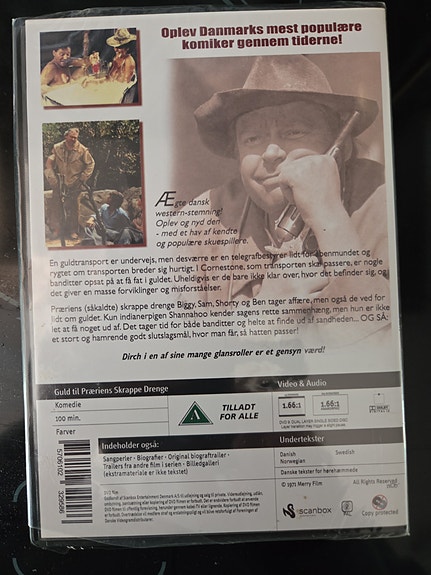 Oplev Danmarks mest populære
komiker gennem tiderne!
Ægte dansk
western-stemning!
Oplev og nyd den
- med et hav af kendte
og populære skuespillere.
En guldtransport er undervejs, men desværre er en telegrafbestyrer lidt for åbenmundet og
rygtet om transporten breder sig hurtigt. I Cornestone, som transporten skal passere, er nogle
banditter opsat på at få fat i guldet. Uheldigvis er de bare ikke klar over, hvor det befinder sig, og
det giver en masse forviklinger og misforståelser.
Præriens (såkaldte) skrappe drenge Biggy, Sam, Shorty og Ben tager affære, men også de ved for
lidt om guldet. Kun indianerpigen Shannahoo kender sagens rette sammenhæng, men hun er ikke
let at få noget ud af. Det tager tid for både banditter og helte at finde ud af sandheden... OG SÅ:
et stort og hamrende godt slutslagsmål, hvor man får, så hatten passer!
Dirch i en af sine mange glansroller er et gensyn værd!
Guld til Præriens Skrappe Drenge
Komedie
100 min.
Farver
A
TILLADT
FOR ALLE
Video & Audio
1.66:1
1.66:1
Indeholder også:
Sangperler • Biografier • Original biograftrailer •
Trailers fra andre film i serien • Billedgalleri
(ekstramateriale er ikke tekstet)
Undertekster
Danish
Swedish
Norwegian
Danske tekster for hørehæmmede
© 1971 Merry Film
All Rights Reserved
scanbox
Copy protected